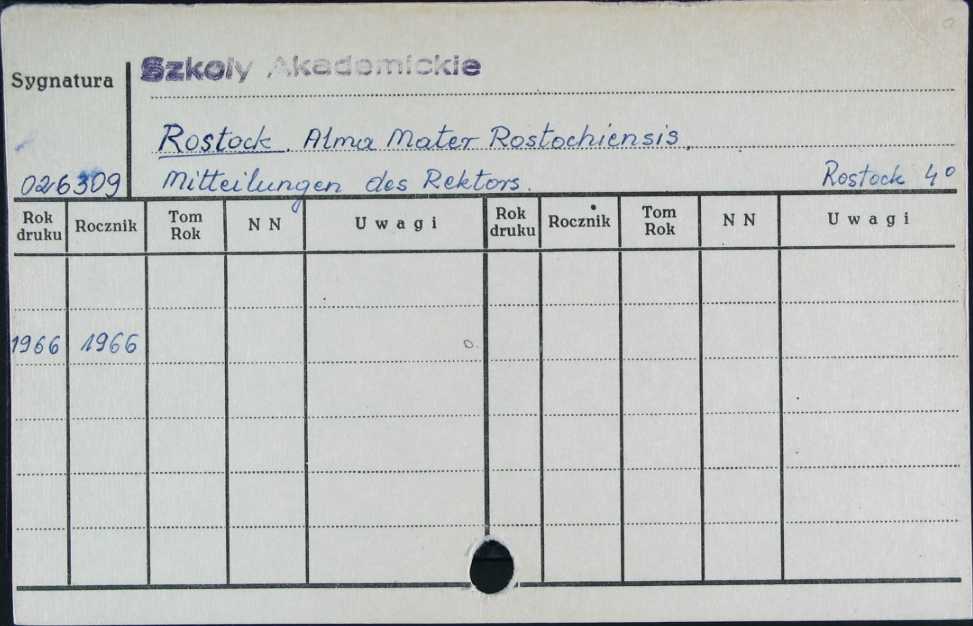 Szkoły Akademickie
Sygnatura
Rostock. Alma Mater Rostochiensis.
026309 Mitteilungen des Rektors. Rostock 4°
Rok druku Rocznik Tom Rok N N Uwagi Rok druku Rocznik Tom Rok N N Uwagi
1966 1966